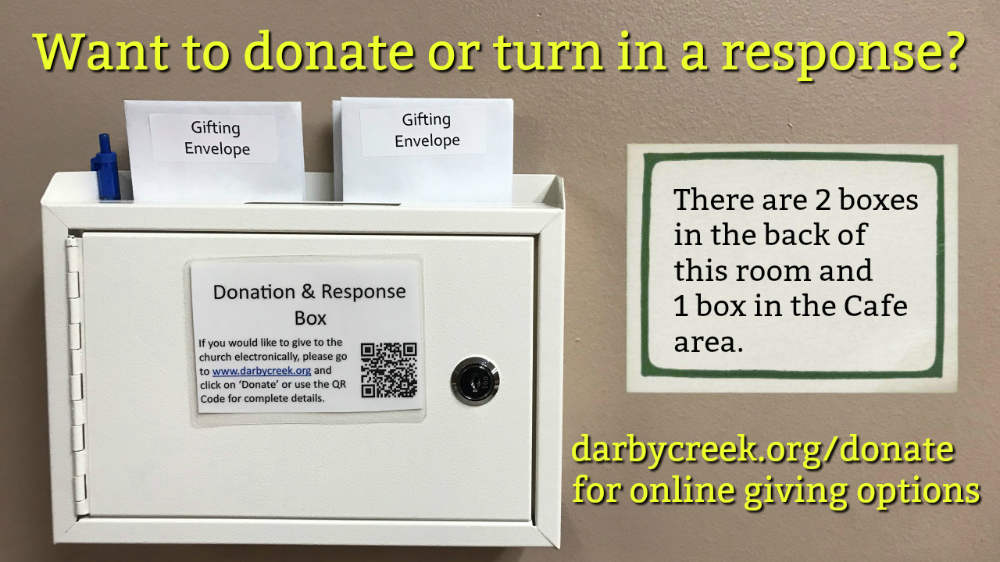 Want to donate or turn in a response?
Gifting
Envelope
Gifting
Envelope
Donation & Response
Box
If you would like to give to the
church electronically, please go
to www.darbycreek.org and
click on ‘Donate’ or use the QR
Code for complete details.
There are 2 boxes
in the back of
this room and
1 box in the Cafe
area.
darbycreek.org/donate
for online giving options